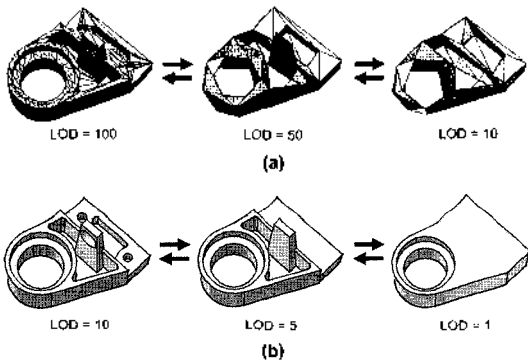 LOD = 100
LOD = 50
LOD = 10
(a)
LOD = 10
LOD = 5
LOD = 1
(b)